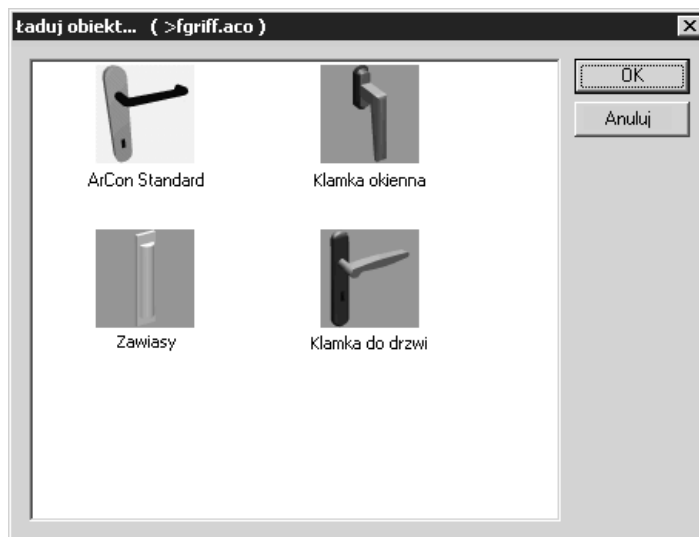 Ładuj obiekt... ( >fgriff.aco )
OK
Anuluj
ArCon Standard
Klamka okienna
Zawiasy
Klamka do drzwi